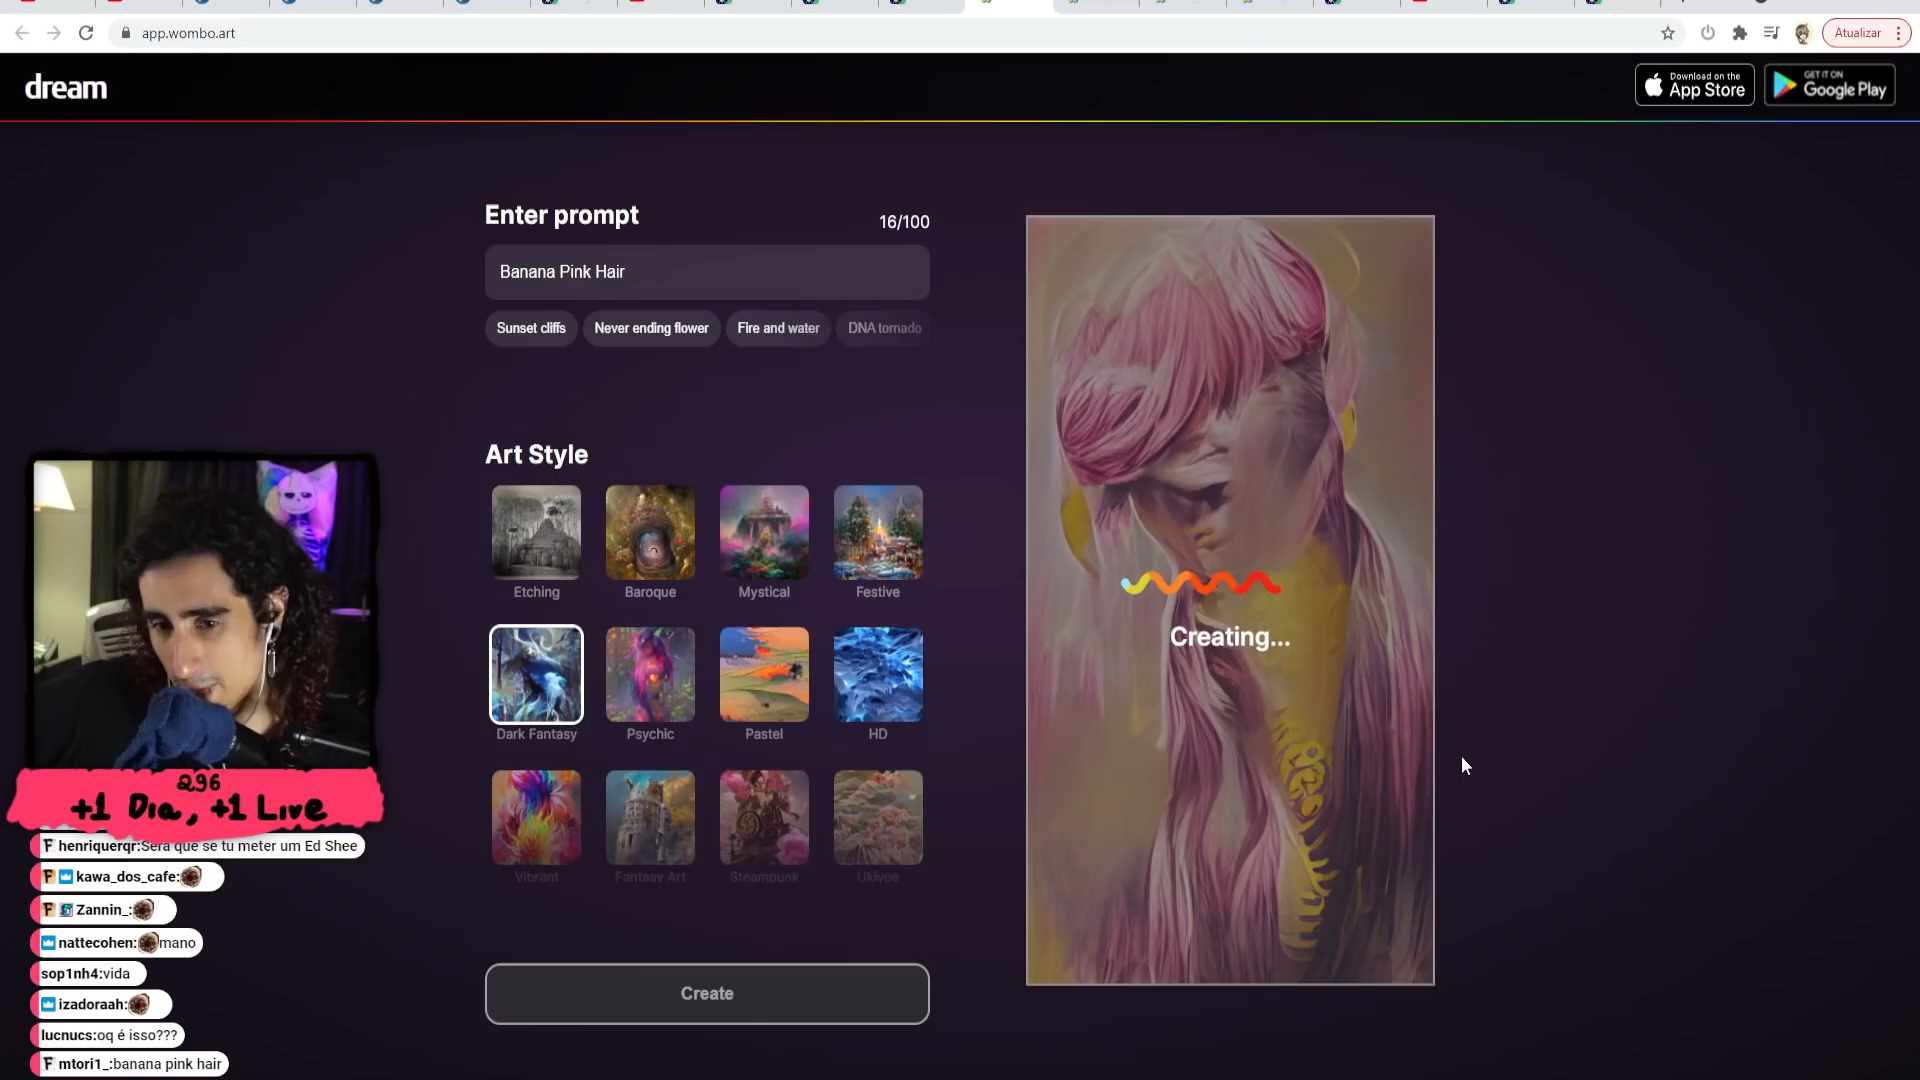 app.wombo.art
Atualizar
dream
Download on the
App Store
GET IT ON
Google Play
Enter prompt
16/100
Banana Pink Hair
Sunset cliffs
Never ending flower
Fire and water
DNA tornado
Art Style
Etching
Baroque
Mystical
Festive
Dark Fantasy
Psychic
Pastel
HD
Vibrant
Fantasy Art
Steampunk
Ukiyoe
Creating...
Create
296
+1 Dia, +1 Live
henriquerqr:Será que se tu meter um Ed Shee
kawa_dos_cafe:
Zannin_:
nattecohen:mano
sop1nh4:vida
izadoraah:
lucnucs:oq é isso???
mtori1_:banana pink hair